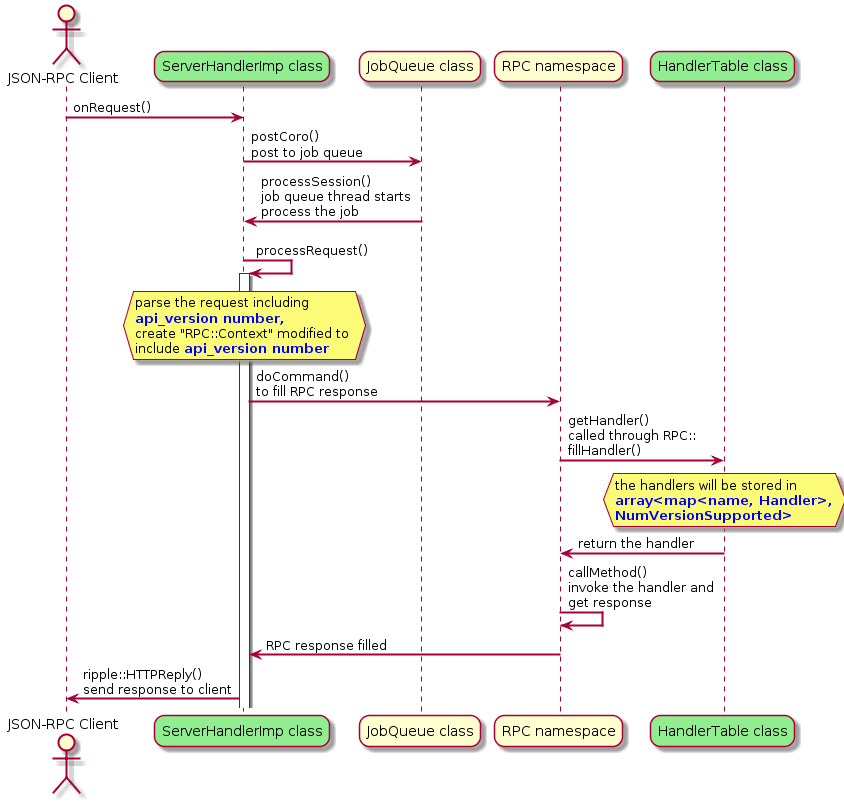 JSON-RPC Client
ServerHandlerImp class
JobQueue class
RPC namespace
HandlerTable class
onRequest()
postCoro()
post to job queue
processSession()
job queue thread starts
process the job
processRequest()
parse the request including
api_version number,
create "RPC::Context" modified to
include api_version number
doCommand()
to fill RPC response
getHandler()
called through RPC::
fillHandler()
the handlers will be stored in
array<map<name, Handler>,
NumVersionSupported>
return the handler
callMethod()
invoke the handler and
get response
RPC response filled
ripple::HTTPReply()
send response to client
JSON-RPC Client
ServerHandlerImp class
JobQueue class
RPC namespace
HandlerTable class